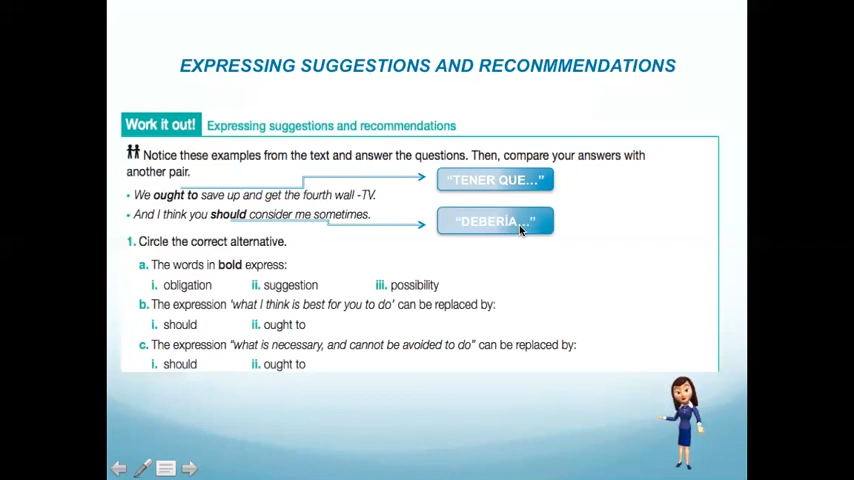 EXPRESSING SUGGESTIONS AND RECONMMENDATIONS
Work it out! Expressing suggestions and recommendations
Notice these examples from the text and answer the questions. Then, compare your answers with
another pair.
"TENER QUE..."
• We ought to save up and get the fourth wall -TV.
• And I think you should consider me sometimes.
"DEBERÍA..."
1. Circle the correct alternative.
a. The words in bold express:
i. obligation ii. suggestion iii. possibility
b. The expression 'what I think is best for you to do' can be replaced by:
i. should ii. ought to
c. The expression "what is necessary, and cannot be avoided to do" can be replaced by:
i. should ii. ought to